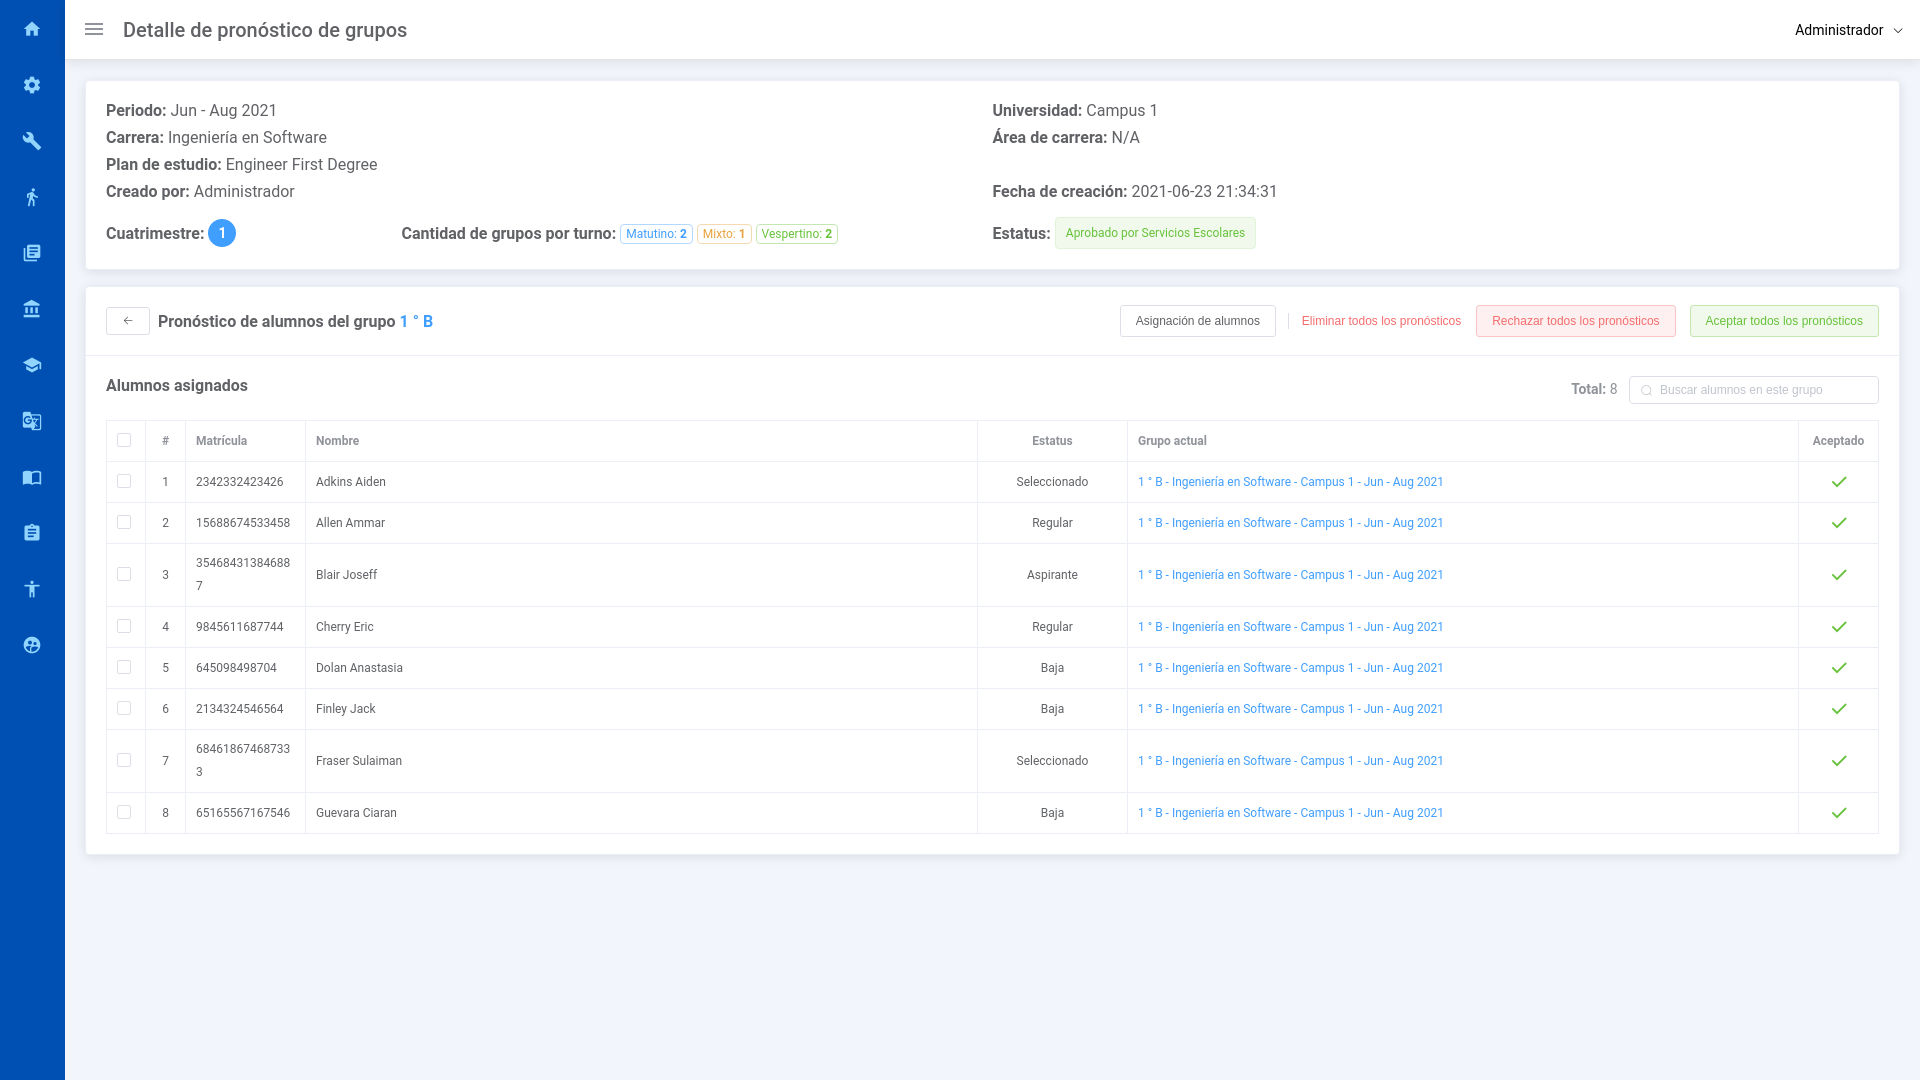 Detalle de pronóstico de grupos
Administrador
Periodo: Jun - Aug 2021
Universidad: Campus 1
Carrera: Ingeniería en Software
Área de carrera: N/A
Plan de estudio: Engineer First Degree
Creado por: Administrador
Fecha de creación: 2021-06-23 21:34:31
Cuatrimestre: 1
Cantidad de grupos por turno: Matutino: 2 Mixto: 1 Vespertino: 2
Estatus: Aprobado por Servicios Escolares
Pronóstico de alumnos del grupo 1 ° B
Asignación de alumnos
Eliminar todos los pronósticos
Rechazar todos los pronósticos
Aceptar todos los pronósticos
Alumnos asignados
Total: 8
Buscar alumnos en este grupo
# Matrícula Nombre Estatus Grupo actual Aceptado
1 2342332423426 Adkins Aiden Seleccionado 1 ° B - Ingeniería en Software - Campus 1 - Jun - Aug 2021
2 15688674533458 Allen Ammar Regular 1 ° B - Ingeniería en Software - Campus 1 - Jun - Aug 2021
3 35468431384688 Blair Joseff Aspirante 1 ° B - Ingeniería en Software - Campus 1 - Jun - Aug 2021
7
4 9845611687744 Cherry Eric Regular 1 ° B - Ingeniería en Software - Campus 1 - Jun - Aug 2021
5 645098498704 Dolan Anastasia Baja 1 ° B - Ingeniería en Software - Campus 1 - Jun - Aug 2021
6 2134324546564 Finley Jack Baja 1 ° B - Ingeniería en Software - Campus 1 - Jun - Aug 2021
7 68461867468733 Fraser Sulaiman Seleccionado 1 ° B - Ingeniería en Software - Campus 1 - Jun - Aug 2021
3
8 65165567167546 Guevara Ciaran Baja 1 ° B - Ingeniería en Software - Campus 1 - Jun - Aug 2021